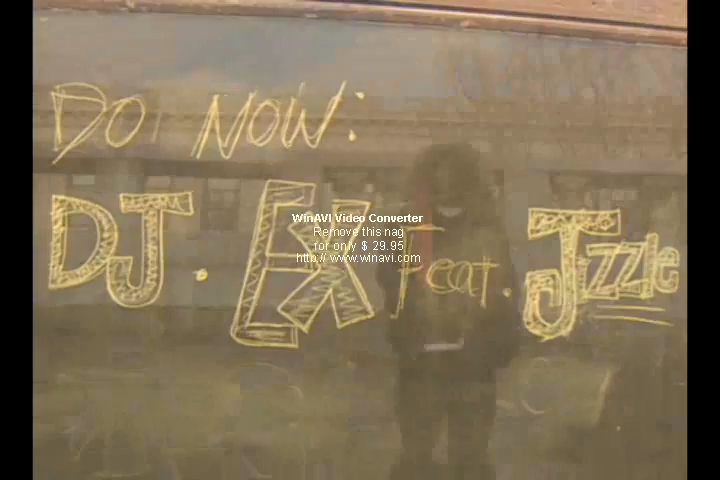 DO NOW:
DJ. EX Feat. Jizzle
WinAVI Video Converter
Remove this nag
for only $ 29.95
http://www.winavi.com